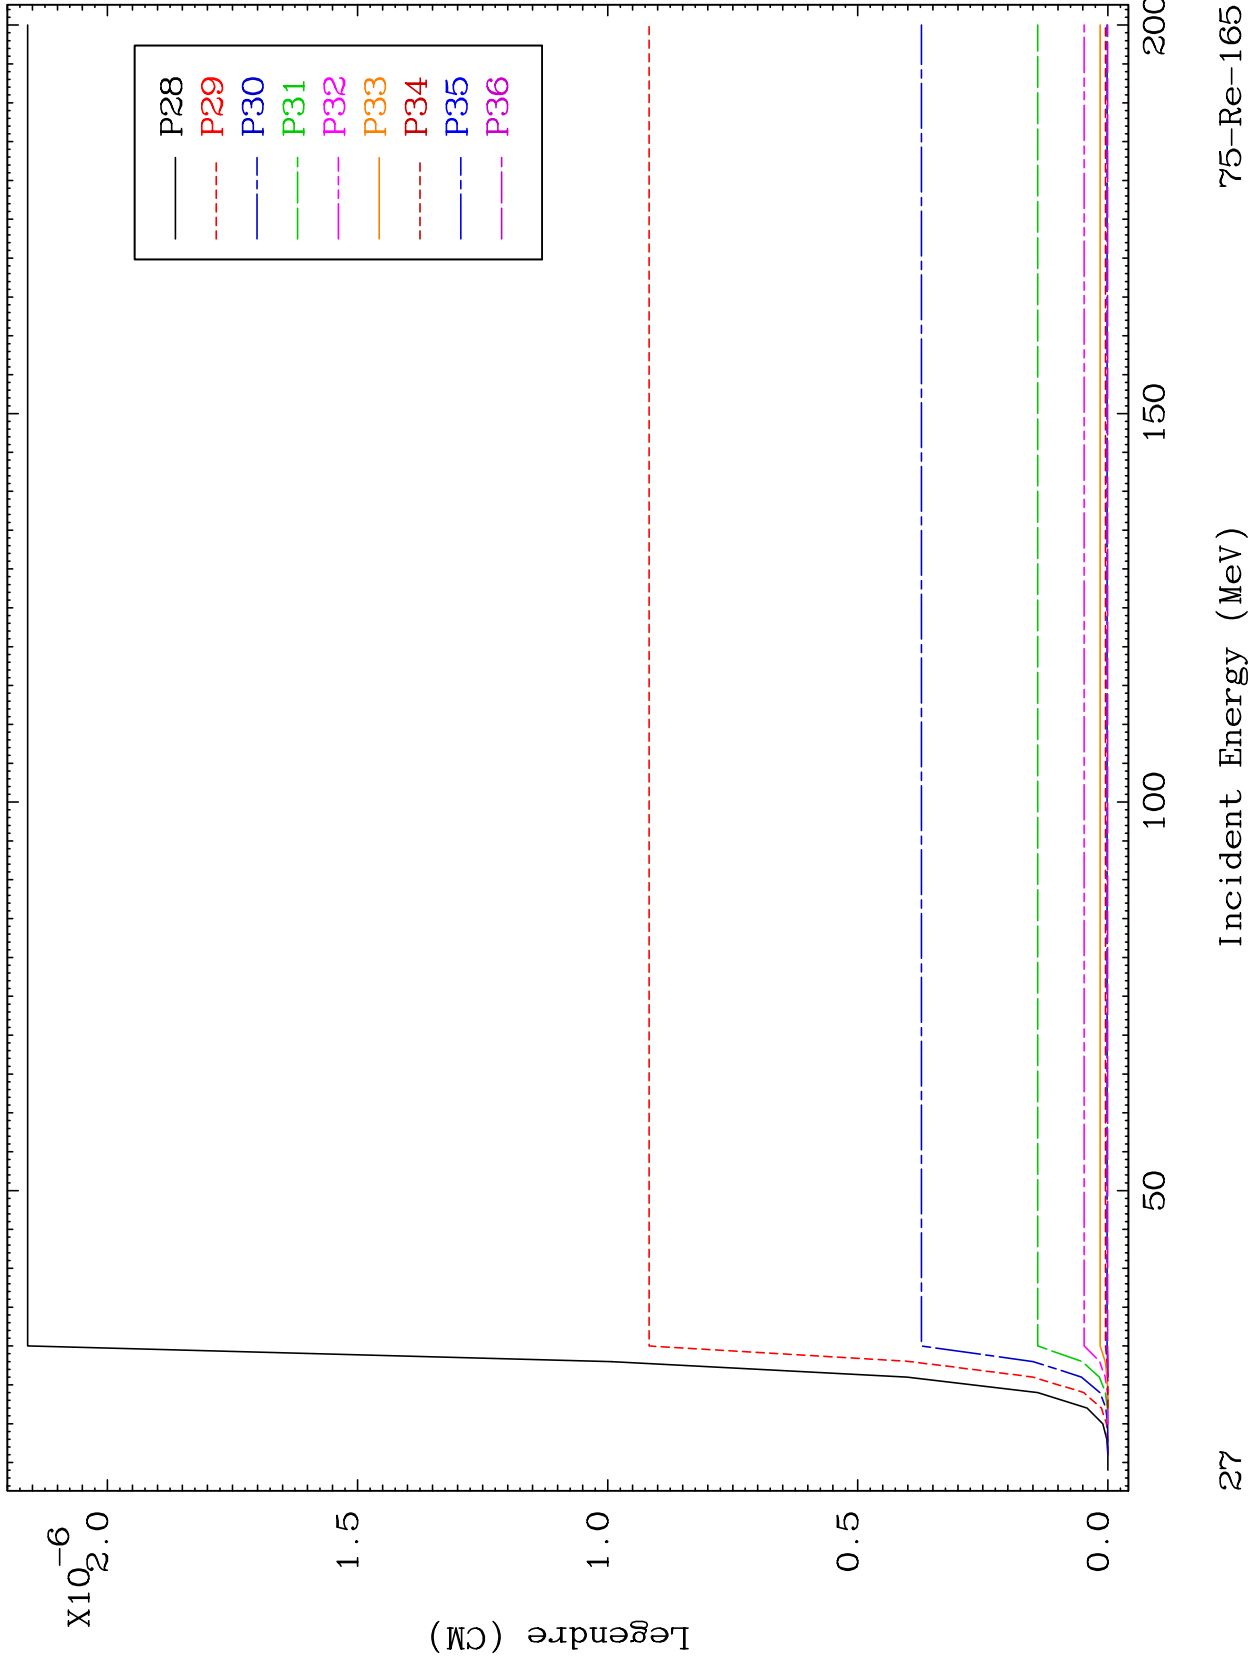 X10-6
2.0
1.5
1.0
0.5
0.0
Legendre (CM)
P28
P29
P30
P31
P32
P33
P34
P35
P36
50
100
150
200
27
Incident Energy (MeV)
75-Re-165